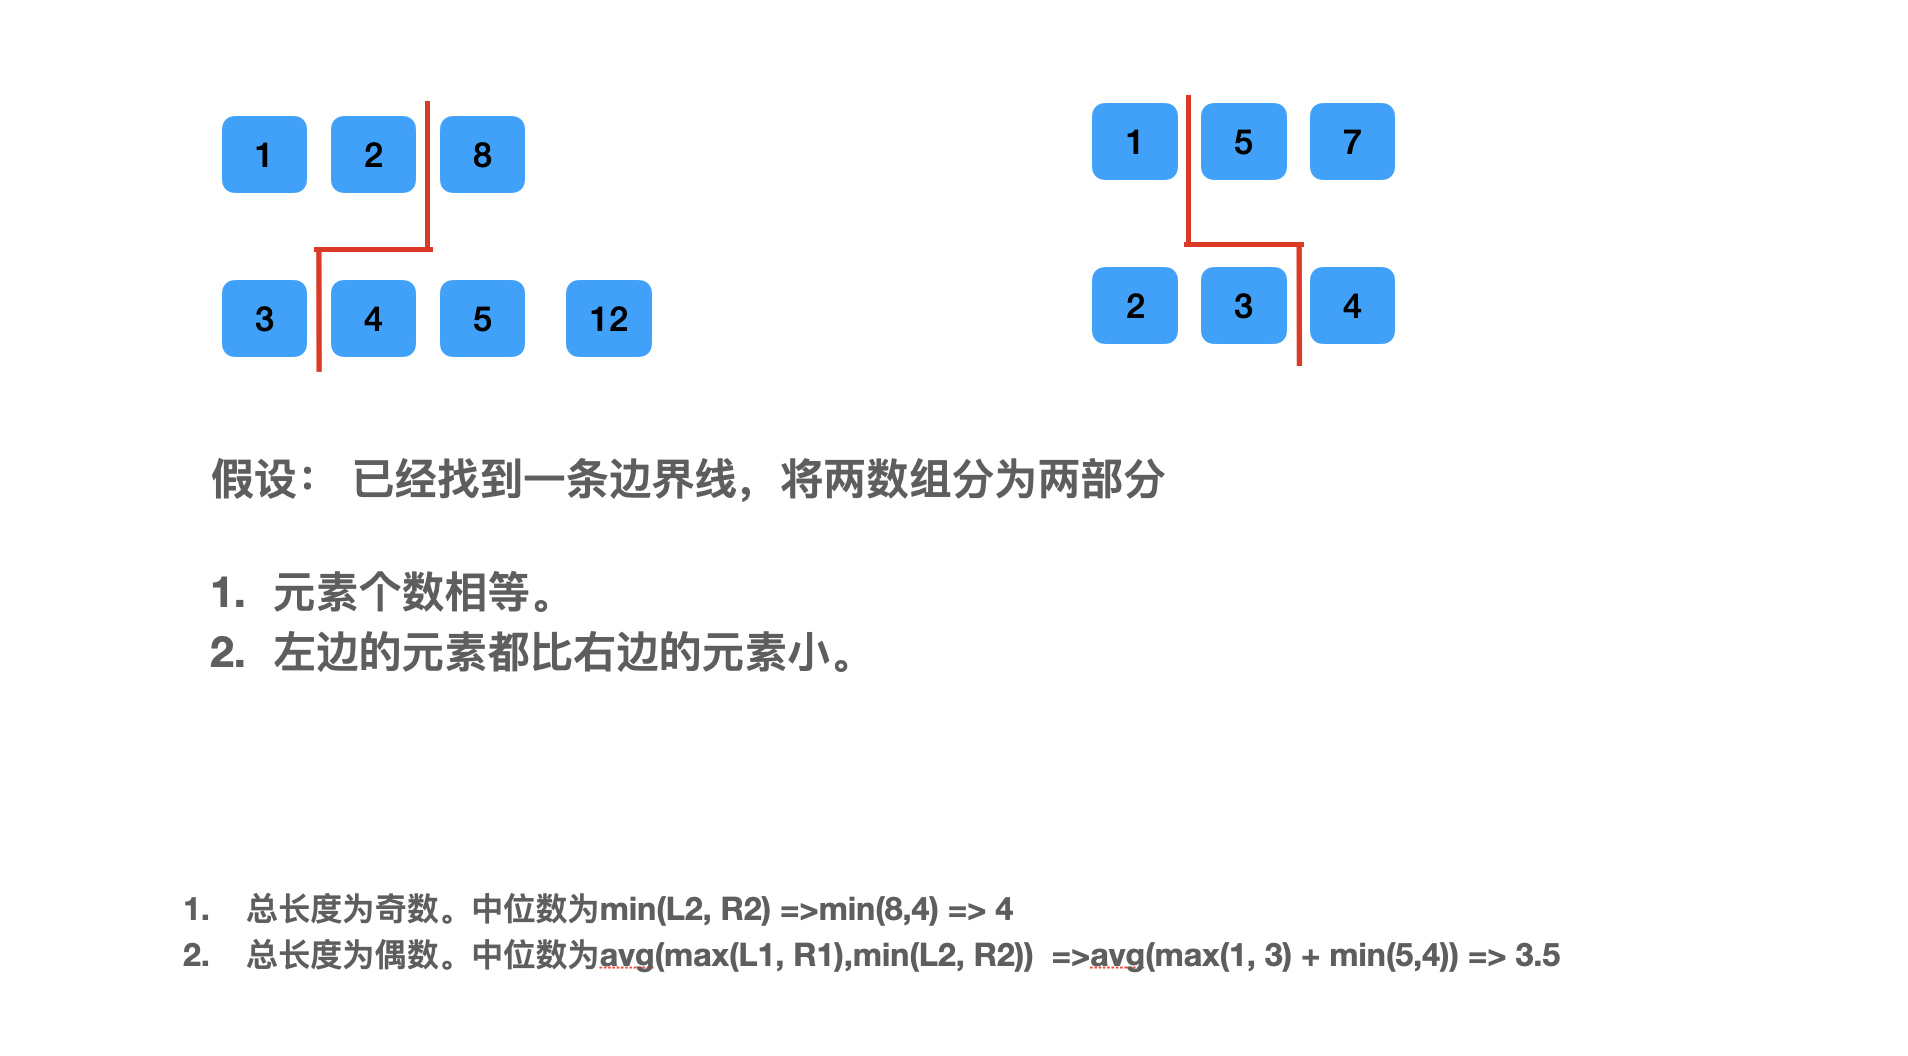 1 2 8
3 4 5 12
1 5 7
2 3 4
假设： 已经找到一条边界线，将两数组分为两部分
1. 元素个数相等。
2. 左边的元素都比右边的元素小。
1. 总长度为奇数。中位数为min(L2, R2) =>min(8,4) => 4
2. 总长度为偶数。中位数为avg(max(L1, R1),min(L2, R2)) =>avg(max(1, 3) + min(5,4)) => 3.5